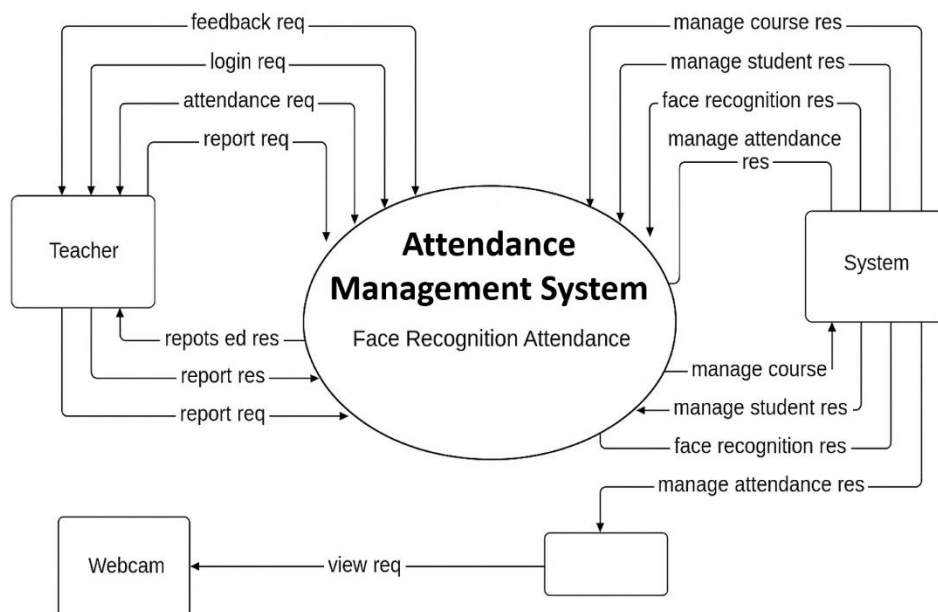 feedback req
login req
attendance req
report req
manage course res
manage student res
face recognition res
manage attendance
res
Teacher
Attendance
Management System
Face Recognition Attendance
System
repots ed res
report res
report req
manage course
manage student res
face recognition res
manage attendance res
Webcam
view req